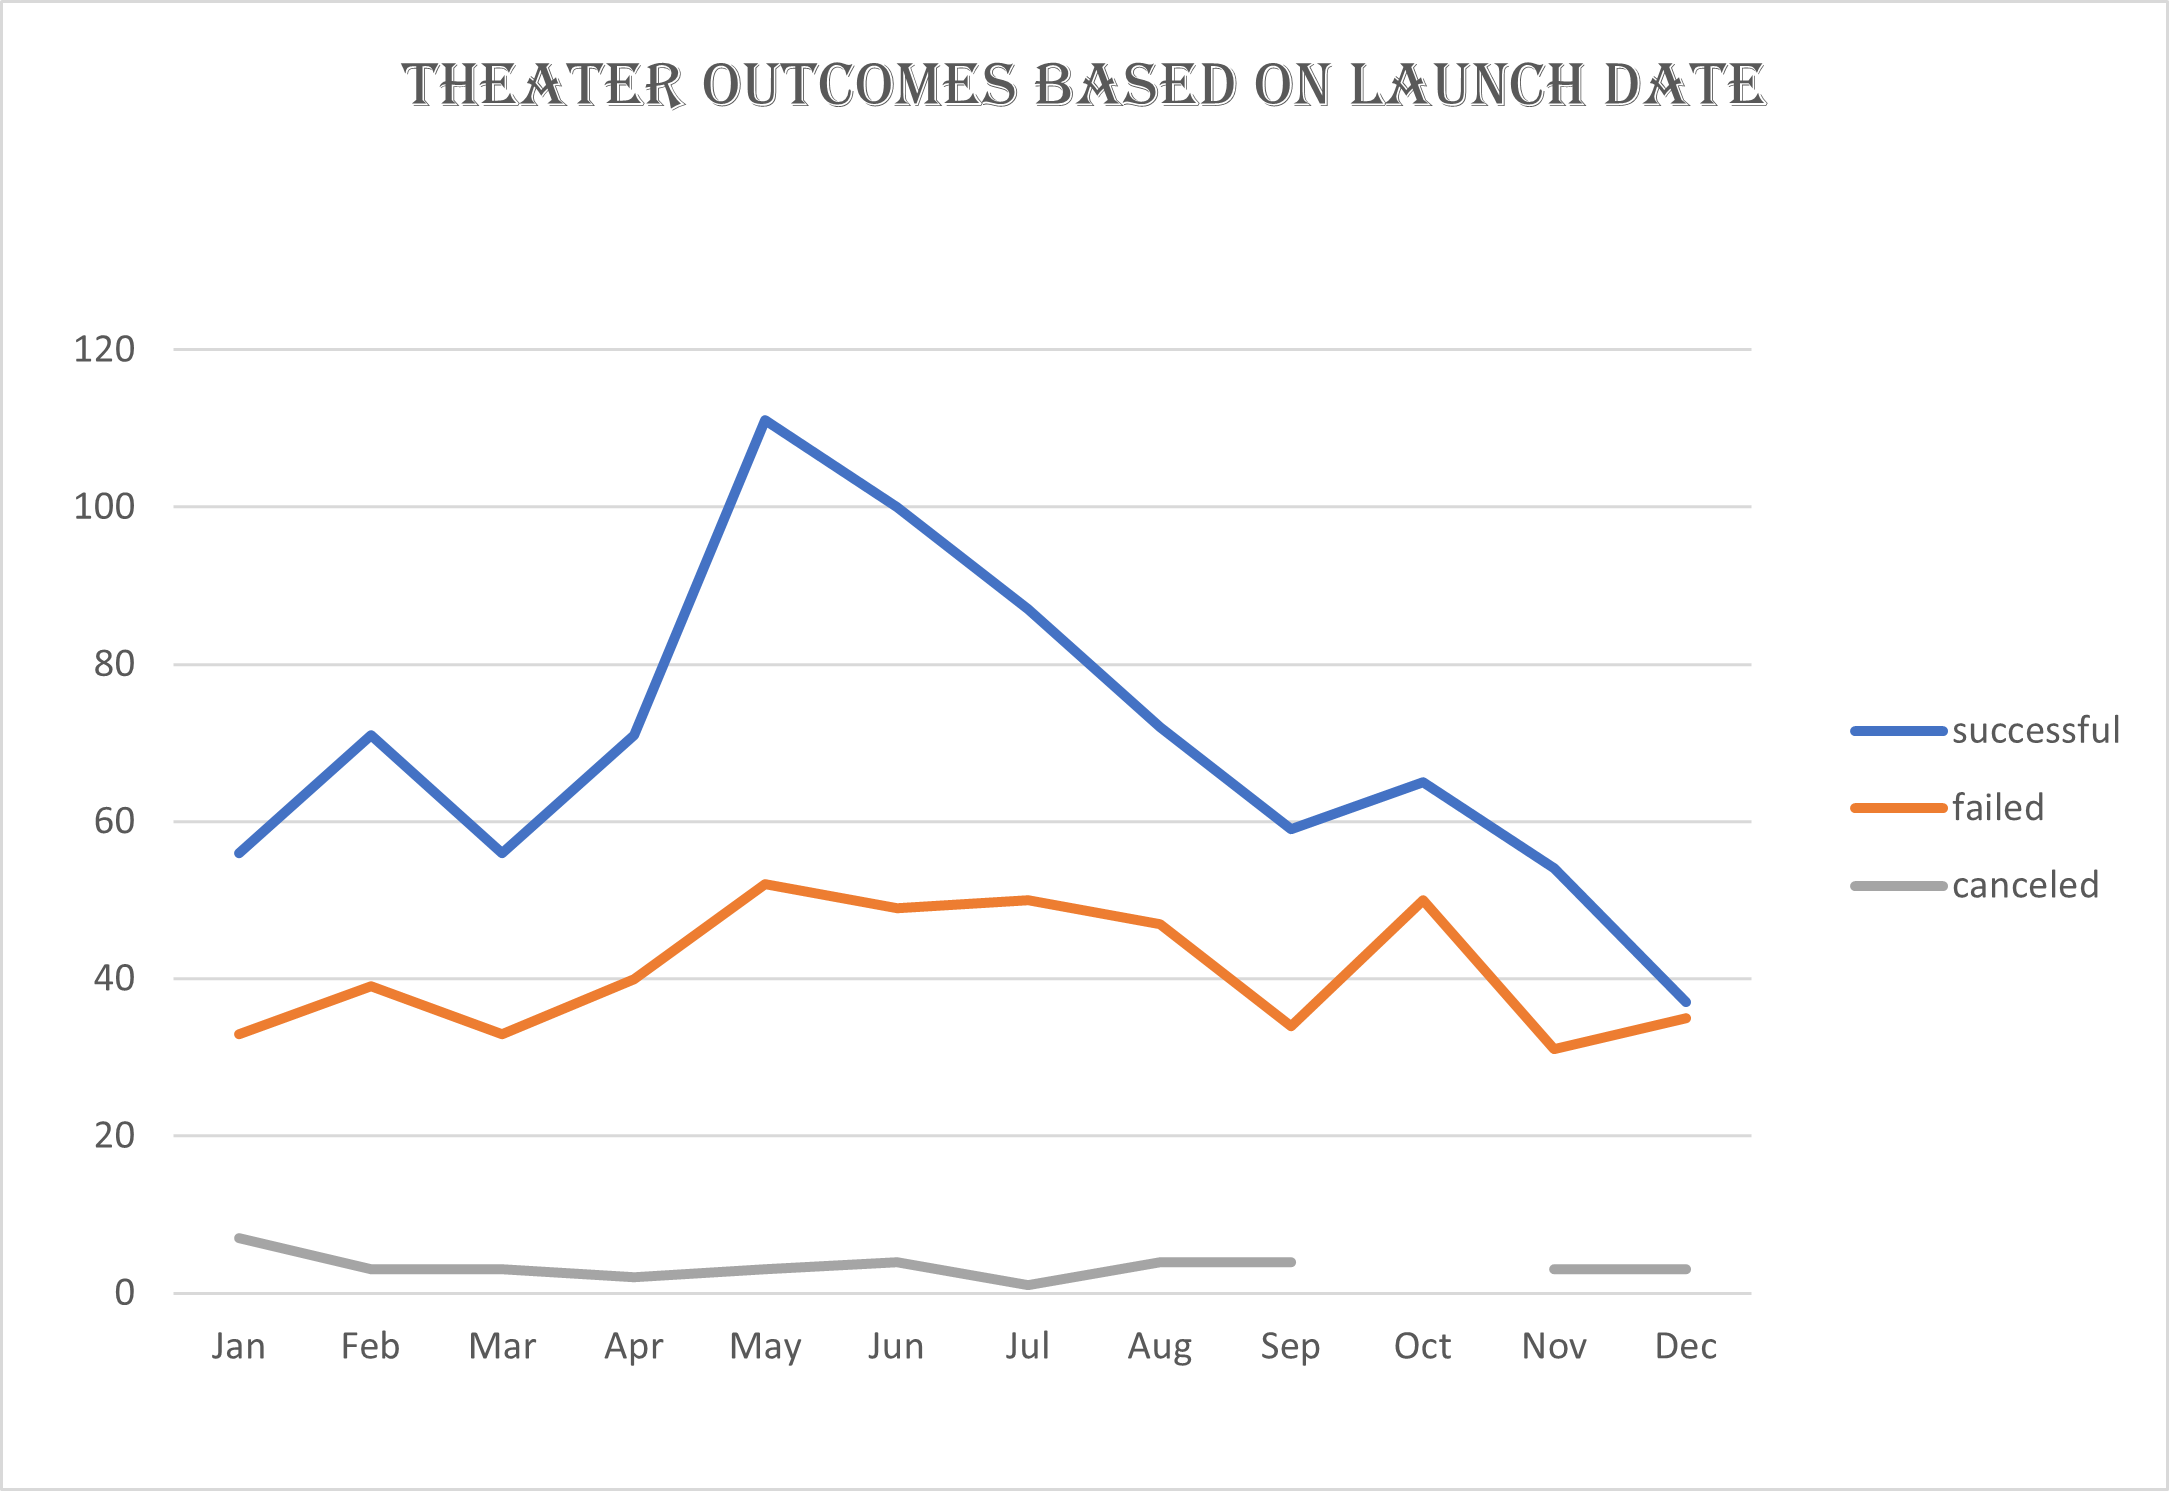 THEATER OUTCOMES BASED ON LAUNCH DATE
120
100
80
60
40
20
0
Jan Feb Mar Apr May Jun Jul Aug Sep Oct Nov Dec
successful
failed
canceled